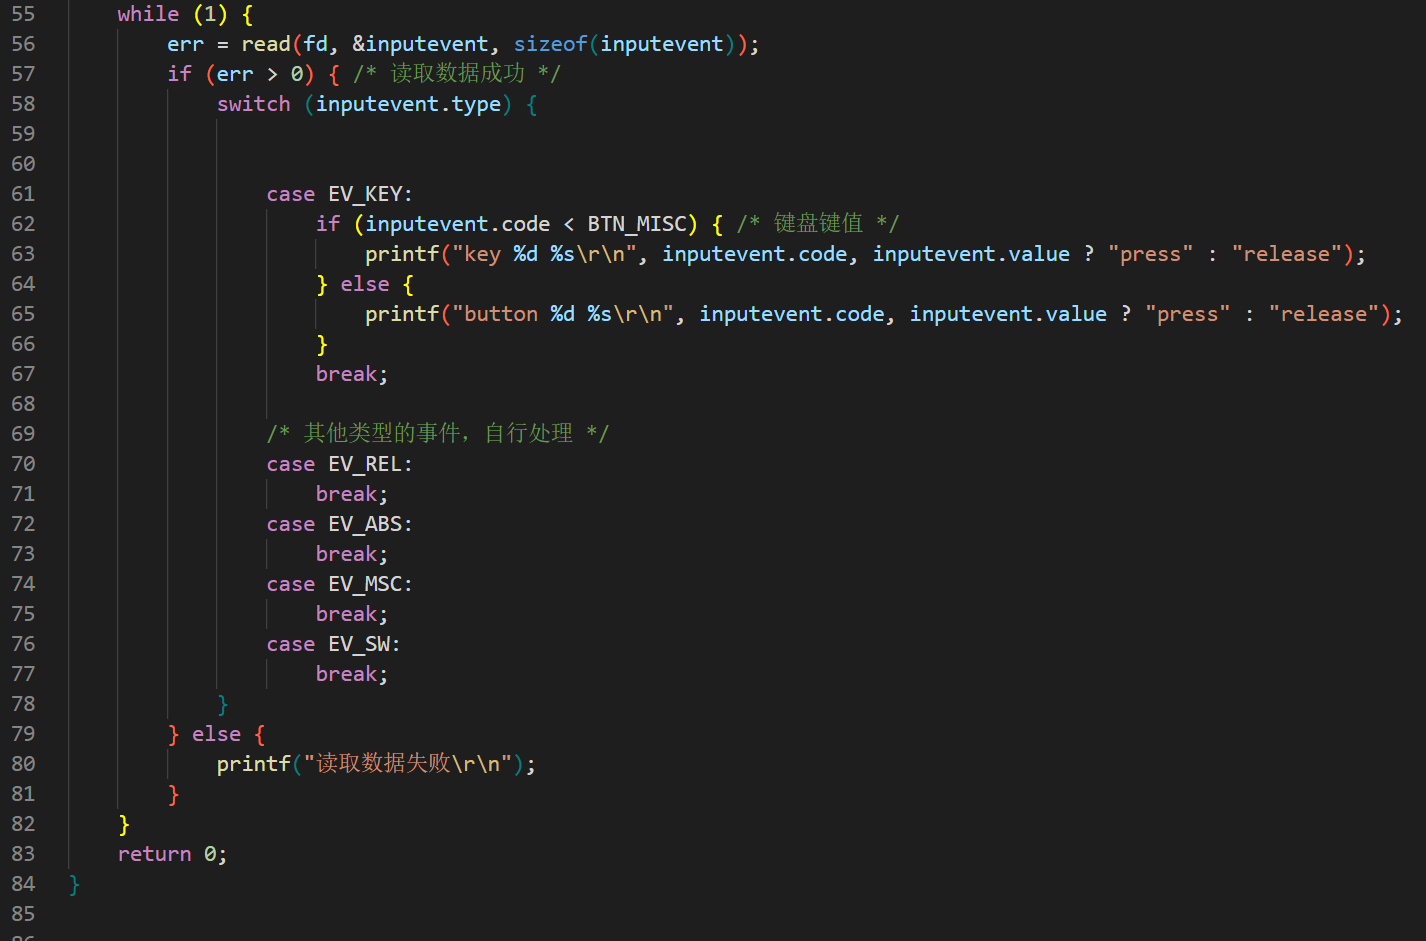 55 while (1) {
56 err = read(fd, &inputevent, sizeof(inputevent));
57 if (err > 0) { /* 读取数据成功 */
58 switch (inputevent.type) {
59
60
61 case EV_KEY:
62 if (inputevent.code < BTN_MISC) { /* 键盘键值 */
63 printf("key %d %s\r\n", inputevent.code, inputevent.value ? "press" : "release");
64 } else {
65 printf("button %d %s\r\n", inputevent.code, inputevent.value ? "press" : "release");
66 }
67 break;
68
69 /* 其他类型的事件，自行处理 */
70 case EV_REL:
71 break;
72 case EV_ABS:
73 break;
74 case EV_MSC:
75 break;
76 case EV_SW:
77 break;
78 }
79 } else {
80 printf("读取数据失败\r\n");
81 }
82 }
83 return 0;
84 }
85